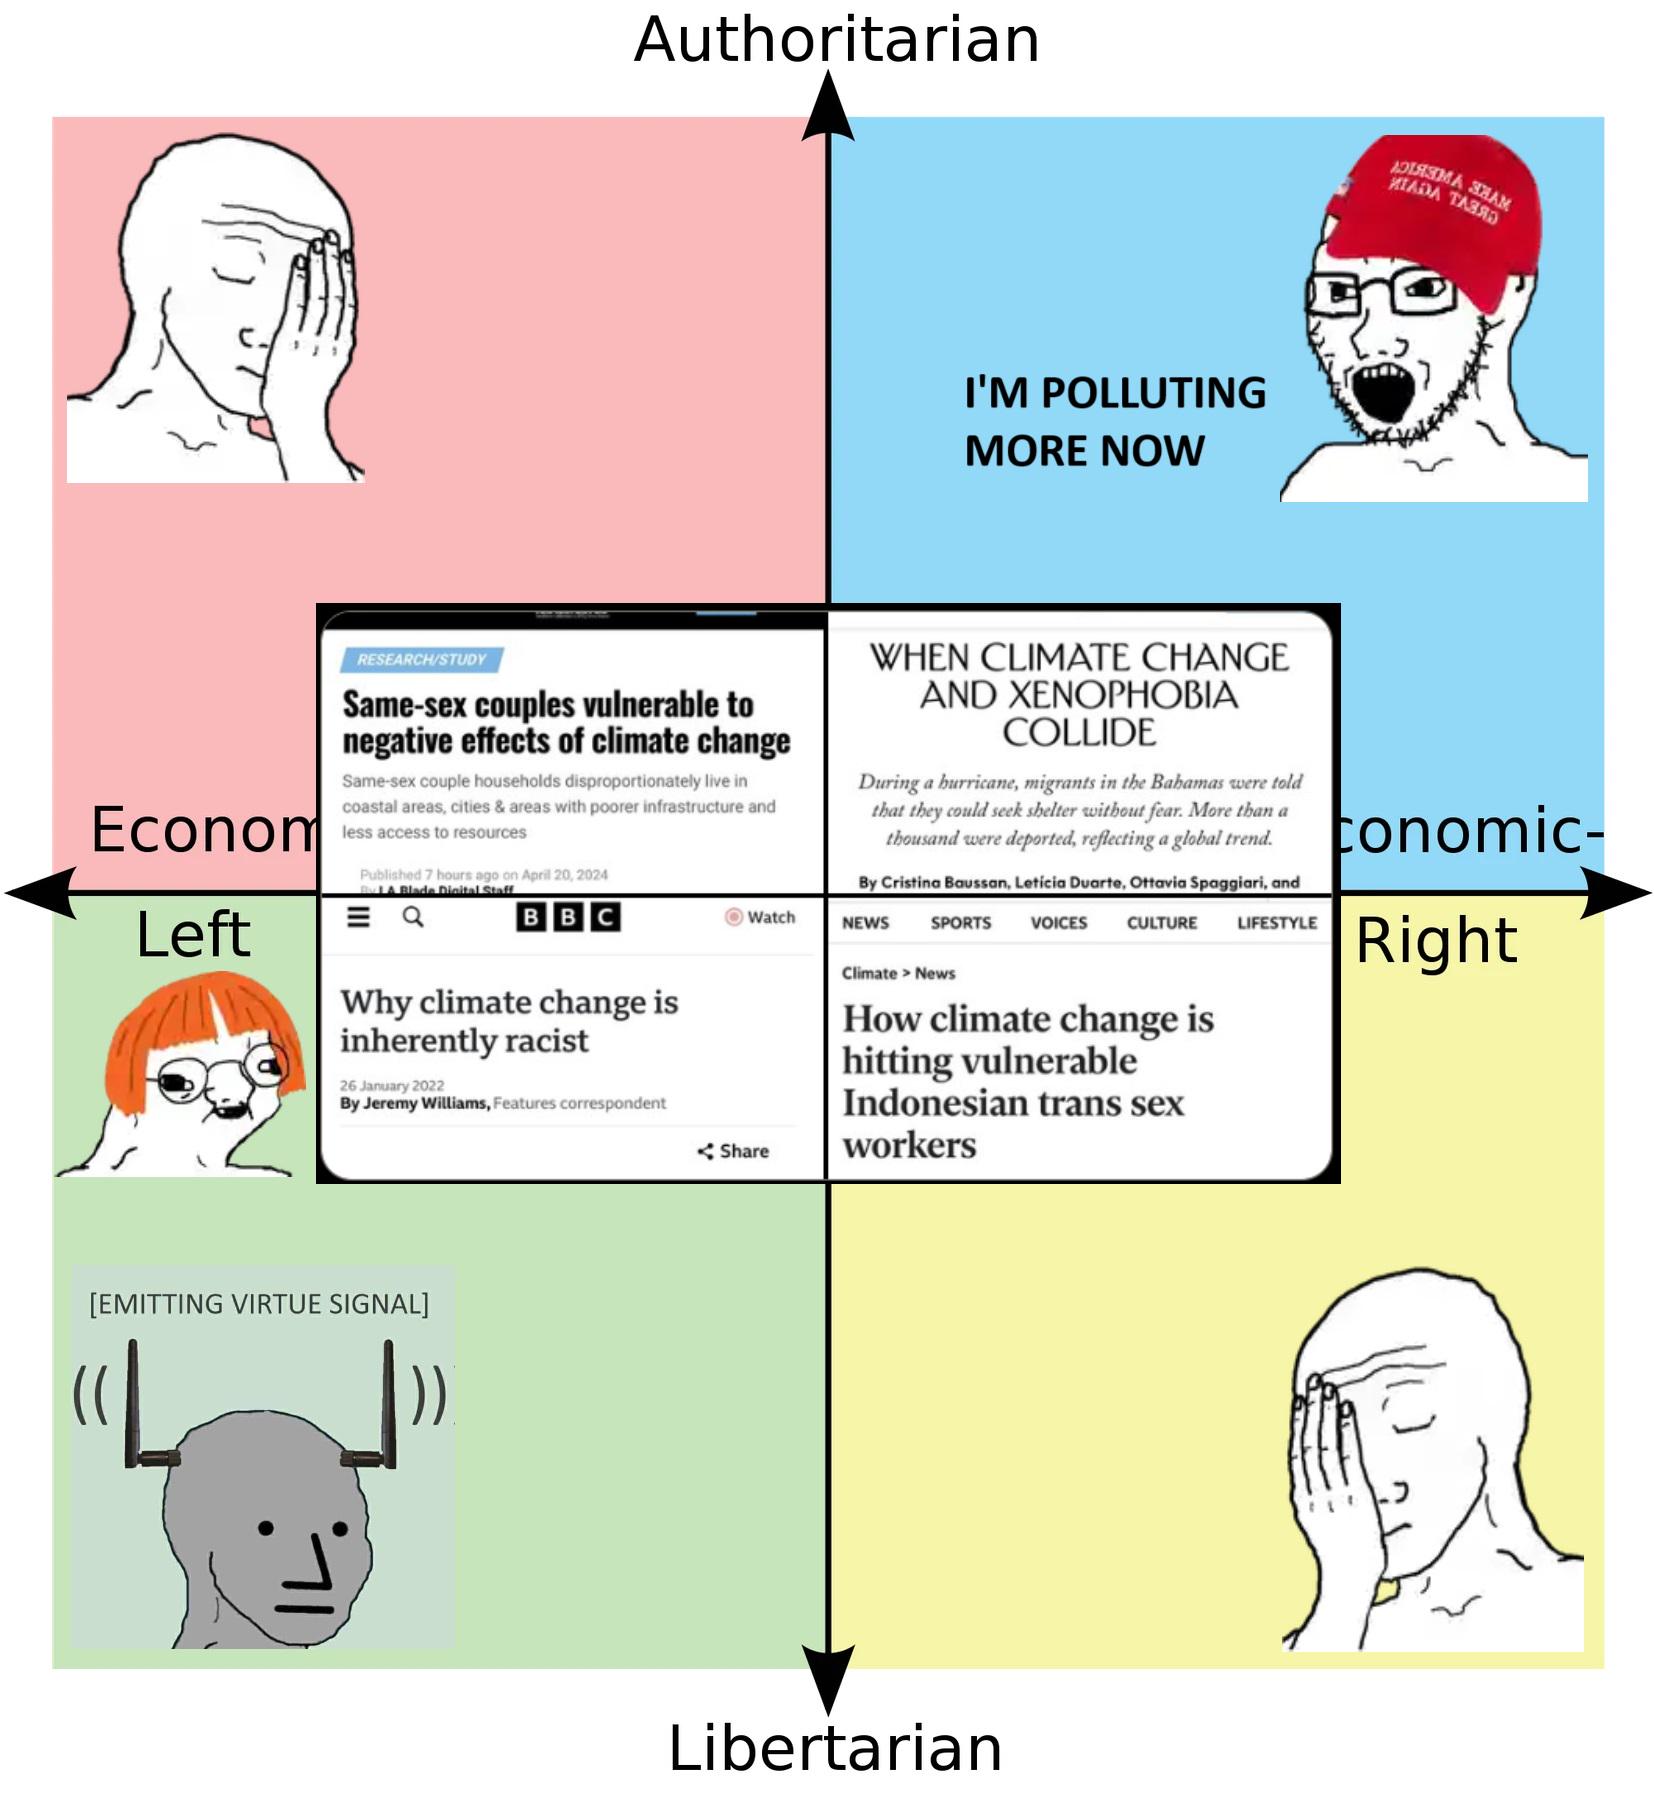 Authoritarian
MAKE AMERICA
GREAT AGAIN
I'M POLLUTING
MORE NOW
Econom
conomic-
Left
Right
RESEARCH/STUDY
Same-sex couples vulnerable to
negative effects of climate change
Same-sex couple households disproportionately live in
coastal areas, cities & areas with poorer infrastructure and
less access to resources
Published 7 hours ago on April 20, 2024
By LA Blade Digital Staff
WHEN CLIMATE CHANGE
AND XENOPHOBIA
COLLIDE
During a hurricane, migrants in the Bahamas were told
that they could seek shelter without fear. More than a
thousand were deported, reflecting a global trend.
By Cristina Baussan, Letícia Duarte, Ottavia Spaggiari, and
BBC
Watch
Why climate change is
inherently racist
26 January 2022
By Jeremy Williams, Features correspondent
Share
NEWS SPORTS VOICES CULTURE LIFESTYLE
Climate > News
How climate change is
hitting vulnerable
Indonesian trans sex
workers
[EMITTING VIRTUE SIGNAL]
(( ))
Libertarian